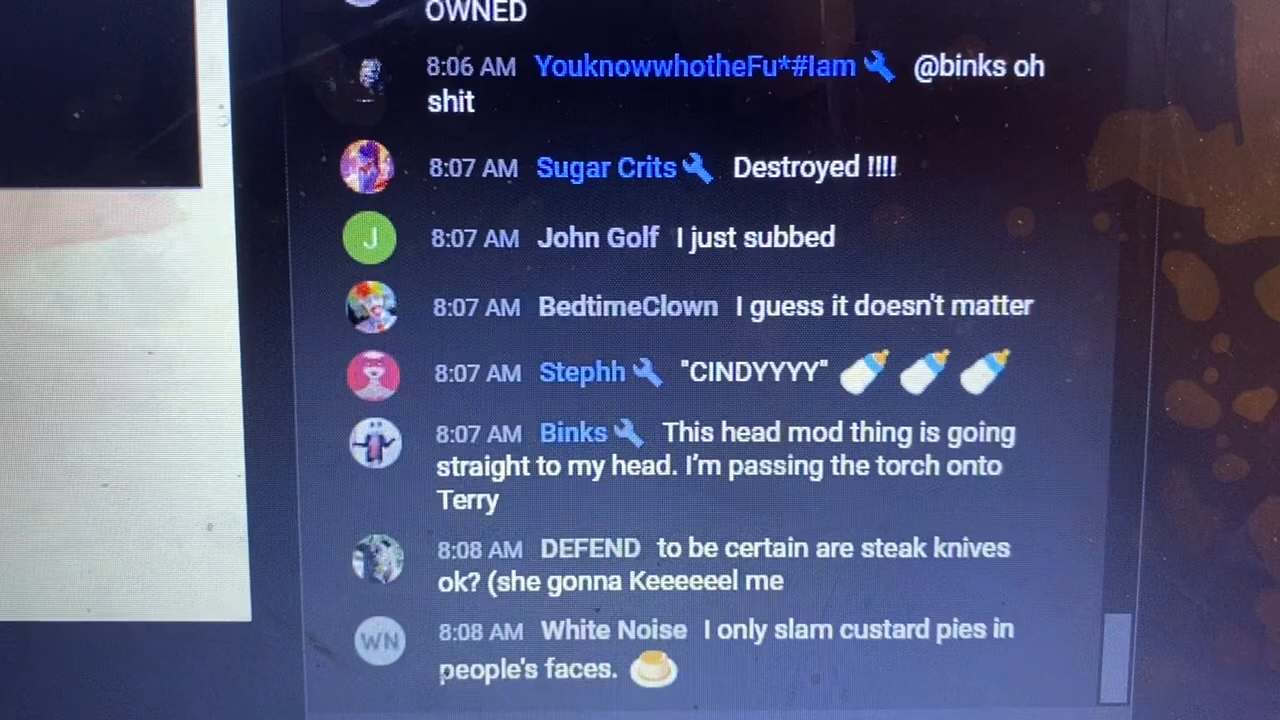 OWNED
8:06 AM YouknowwhotheFu*#Iam @binks oh
shit
8:07 AM Sugar Crits Destroyed !!!!
J 8:07 AM John Golf I just subbed
8:07 AM BedtimeClown I guess it doesn't matter
8:07 AM Stephh "CINDYYYY" 🍼 🍼 🍼
8:07 AM Binks This head mod thing is going
straight to my head. I'm passing the torch onto
Terry
8:08 AM DEFEND to be certain are steak knives
ok? (she gonna Keeeeeel me
WN 8:08 AM White Noise I only slam custard pies in
people's faces. 🍮